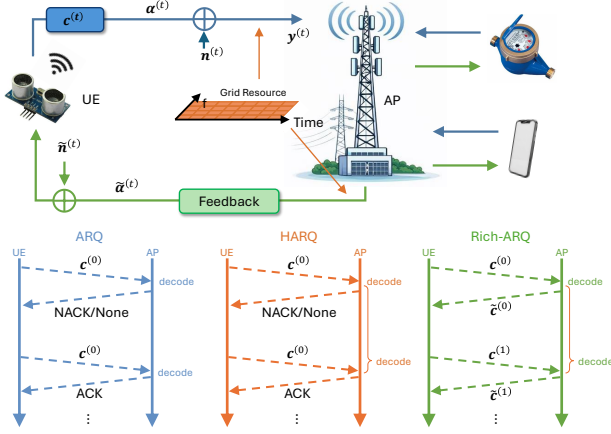 c^(t)
α^(t)
n^(t)
y^(t)
UE
AP
Grid Resource
f
Time
ñ^(t)
α̃^(t)
Feedback
ARQ
HARQ
Rich-ARQ
UE AP UE AP UE AP
c^(0) c^(0) c^(0)
decode decode decode
NACK/None NACK/None c̃^(0)
c^(0) c^(0) c^(1)
decode decode decode
ACK ACK c̃^(1)
⋮ ⋮ ⋮